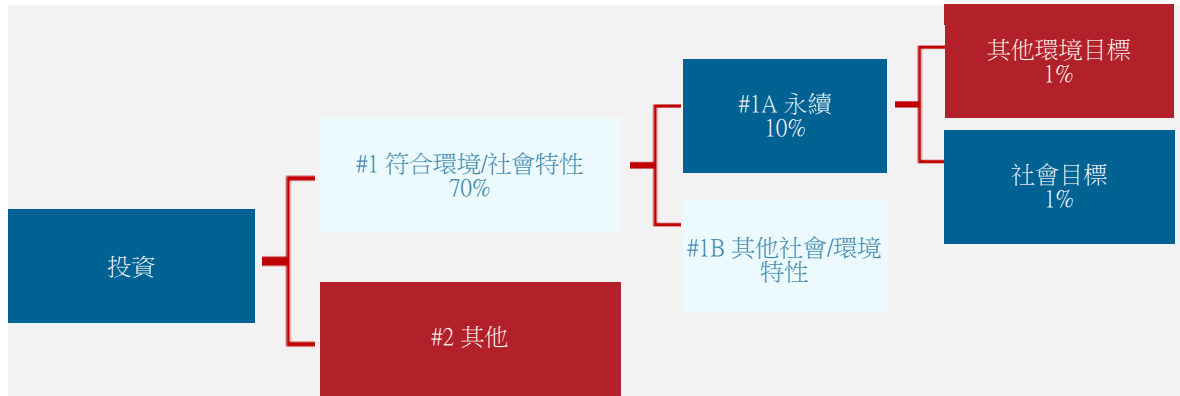 投資
#1 符合環境/社會特性
70%
#2 其他
#1A 永續
10%
#1B 其他社會/環境
特性
其他環境目標
1%
社會目標
1%